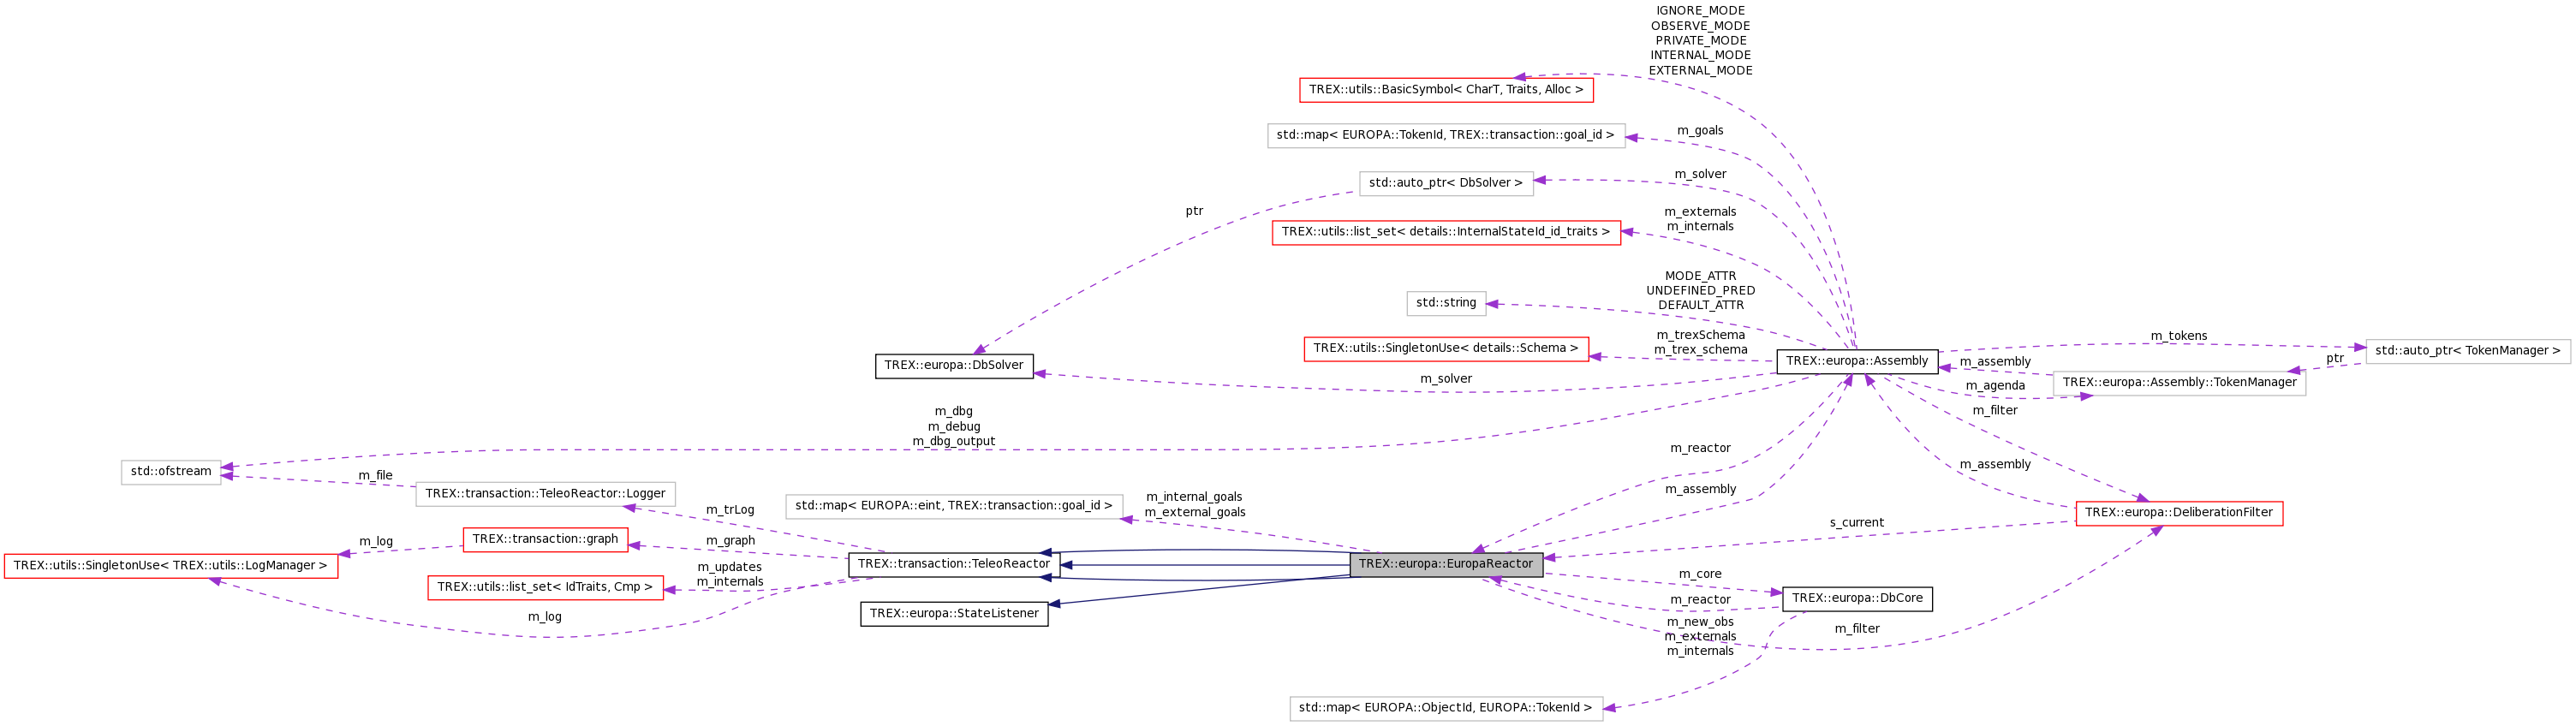 IGNORE_MODE
OBSERVE_MODE
PRIVATE_MODE
INTERNAL_MODE
EXTERNAL_MODE
TREX::utils::BasicSymbol< CharT, Traits, Alloc >
std::map< EUROPA::TokenId, TREX::transaction::goal_id >
m_goals
std::auto_ptr< DbSolver >
m_solver
ptr
TREX::utils::list_set< details::InternalStateId_id_traits >
m_externals
m_internals
std::string
MODE_ATTR
UNDEFINED_PRED
DEFAULT_ATTR
TREX::utils::SingletonUse< details::Schema >
m_trexSchema
m_trex_schema
TREX::europa::Assembly
m_tokens
std::auto_ptr< TokenManager >
ptr
m_assembly
TREX::europa::Assembly::TokenManager
m_agenda
TREX::europa::DbSolver
m_solver
m_filter
m_dbg
m_debug
m_dbg_output
std::ofstream
m_file
TREX::transaction::TeleoReactor::Logger
m_reactor
m_assembly
m_assembly
std::map< EUROPA::eint, TREX::transaction::goal_id >
m_internal_goals
m_external_goals
m_trLog
TREX::europa::DeliberationFilter
s_current
TREX::transaction::graph
m_graph
m_log
TREX::utils::SingletonUse< TREX::utils::LogManager >
TREX::transaction::TeleoReactor
TREX::europa::EuropaReactor
m_updates
m_internals
TREX::utils::list_set< IdTraits, Cmp >
m_core
TREX::europa::DbCore
m_reactor
m_log
TREX::europa::StateListener
m_new_obs
m_externals
m_internals
m_filter
std::map< EUROPA::ObjectId, EUROPA::TokenId >